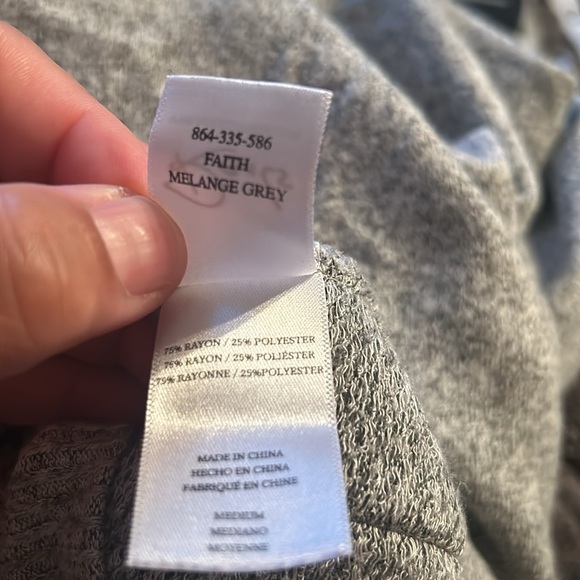 864-335-586
FAITH
MELANGE GREY
75% RAYON / 25% POLYESTER
75% RAYON / 25% POLIÉSTER
75% RAYONNE / 25%POLYESTER
MADE IN CHINA
HECHO EN CHINA
FABRIQUÉ EN CHINE
MEDIUM
MEDIANO
MOYENNE